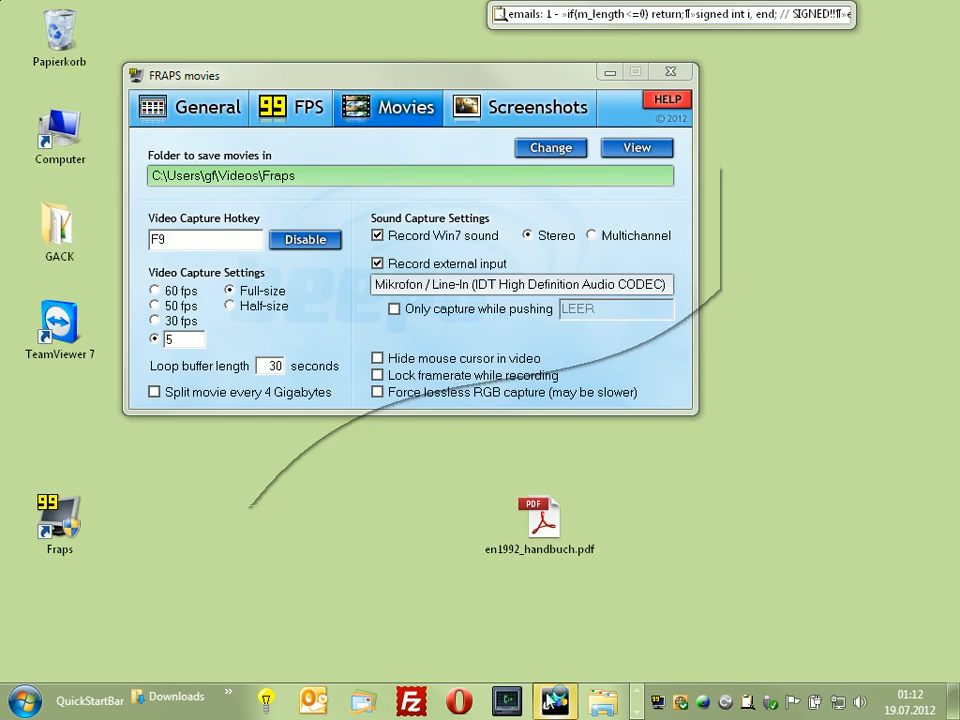 emails: 1 - »if(m_length<=0) return;¶»signed int i, end; // SIGNED!!¶»e
Papierkorb
Computer
GACK
TeamViewer 7
Fraps
FRAPS movies
General
99 FPS
Movies
Screenshots
HELP
© 2012
Folder to save movies in
Change
View
C:\Users\gf\Videos\Fraps
Video Capture Hotkey
F9
Disable
Video Capture Settings
60 fps
Full-size
50 fps
Half-size
30 fps
5
Loop buffer length 30 seconds
Split movie every 4 Gigabytes
Sound Capture Settings
Record Win7 sound
Stereo
Multichannel
Record external input
Mikrofon / Line-In (IDT High Definition Audio CODEC)
Only capture while pushing
LEER
Hide mouse cursor in video
Lock framerate while recording
Force lossless RGB capture (may be slower)
99
PDF
en1992_handbuch.pdf
QuickStartBar
Downloads
»
01:12
19.07.2012